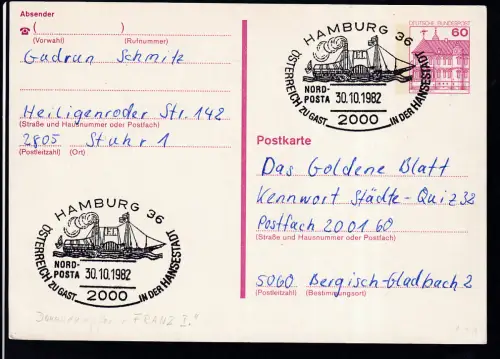 Absender
☎ ( )
(Vorwahl) (Rufnummer)
Gudrun Schmitz
Heiligenroder Str. 142
(Straße und Hausnummer oder Postfach)
2805 Stuhr 1
(Postleitzahl) (Ort)
HAMBURG 36
ÖSTERREICH ZU GAST IN DER HANSESTADT
NORD-
POSTA 30.10.1982
2000
DEUTSCHE BUNDESPOST
60
Postkarte
Das Goldene Blatt
Kennwort Städte-Quiz 32
Postfach 200160
(Straße und Hausnummer oder Postfach)
5060 Bergisch-Gladbach 2
(Postleitzahl) (Bestimmungsort)
HAMBURG 36
ÖSTERREICH ZU GAST IN DER HANSESTADT
NORD-
POSTA 30.10.1982
2000
"FRANZ I."